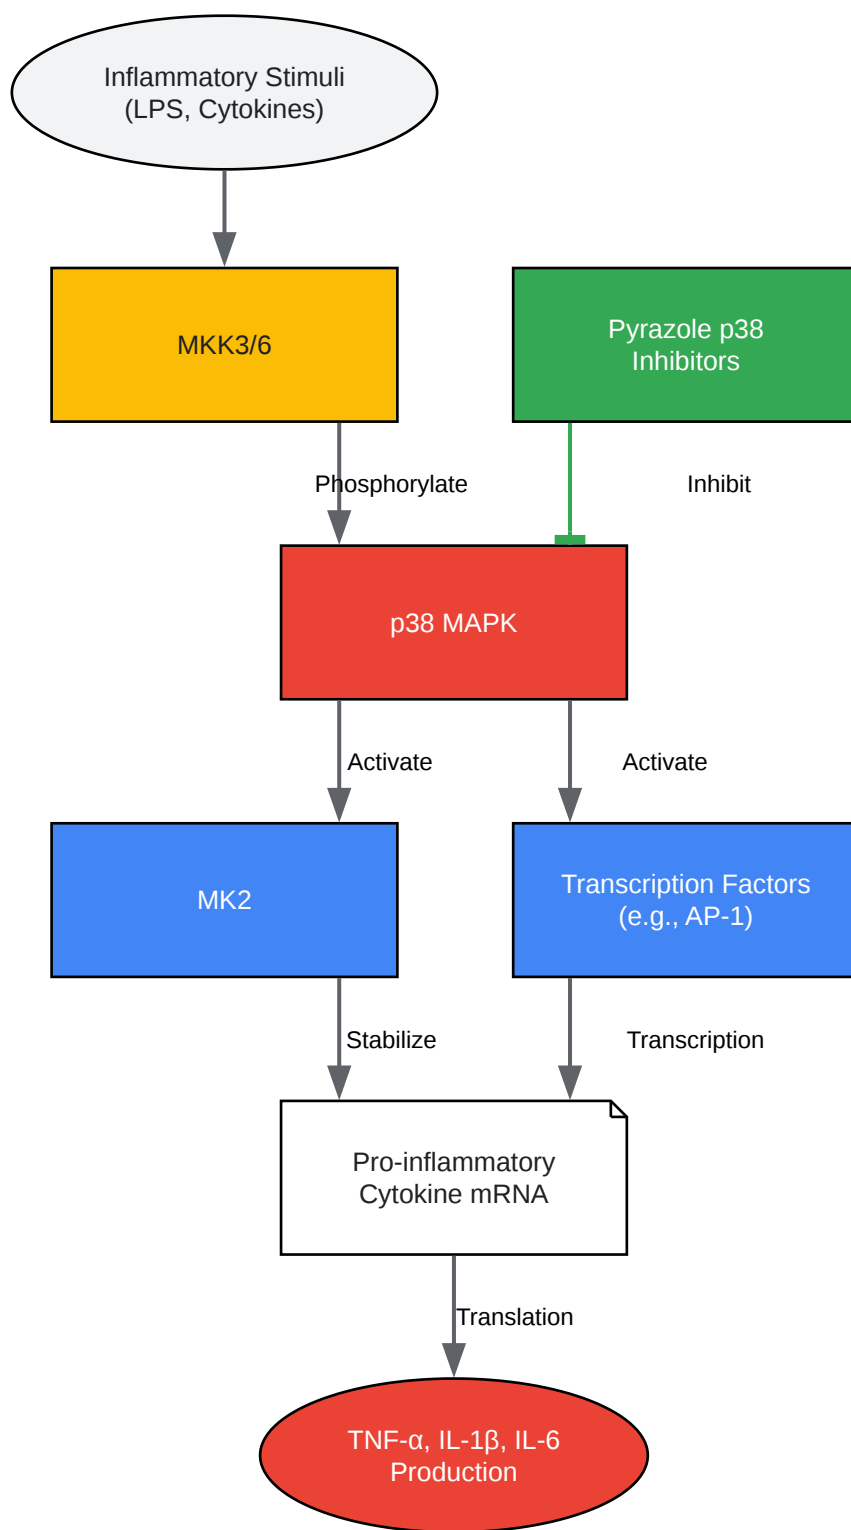 Inflammatory Stimuli
(LPS, Cytokines)
MKK3/6
Pyrazole p38
Inhibitors
Phosphorylate
Inhibit
p38 MAPK
Activate
Activate
MK2
Transcription Factors
(e.g., AP-1)
Stabilize
Transcription
Pro-inflammatory
Cytokine mRNA
Translation
TNF-α, IL-1β, IL-6
Production